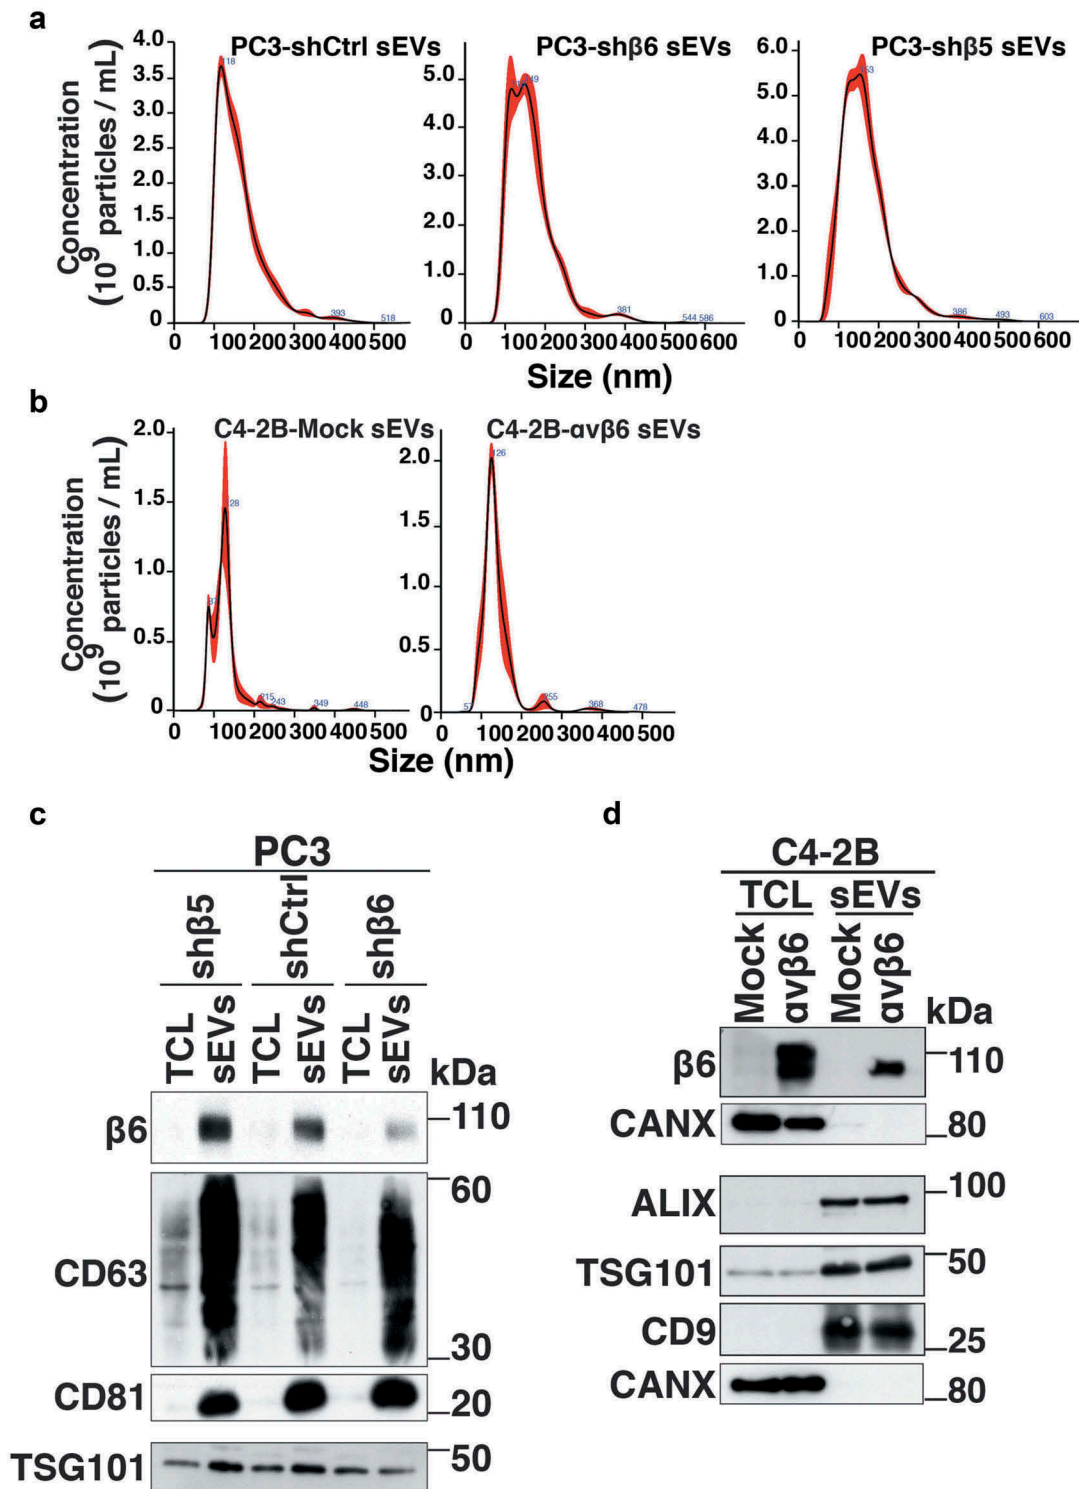 a
PC3-shCtrl sEVs
PC3-shβ6 sEVs
PC3-shβ5 sEVs
Concentration
(10⁹ particles / mL)
4.0
3.5
3.0
2.5
2.0
1.5
1.0
0.5
0
118
393
518
0 100 200 300 400 500
5.0
4.0
3.0
2.0
1.0
0
381
544 586
0 100 200 300 400 500 600
6.0
5.0
4.0
3.0
2.0
1.0
0
153
386
493
603
0 100 200 300 400 500 600
Size (nm)
b
C4-2B-Mock sEVs
C4-2B-αvβ6 sEVs
Concentration
(10⁹ particles / mL)
2.0
1.5
1.0
0.5
0
87
128
215
243
349
448
0 100 200 300 400 500
2.0
1.5
1.0
0.5
0
57
126
255
368
478
0 100 200 300 400 500
Size (nm)
c
PC3
shβ5
shCtrl
shβ6
TCL
sEVs
TCL
sEVs
TCL
sEVs
kDa
β6
110
CD63
60
30
CD81
20
TSG101
50
d
C4-2B
TCL
sEVs
Mock
αvβ6
Mock
αvβ6
kDa
β6
110
CANX
80
ALIX
100
TSG101
50
CD9
25
CANX
80